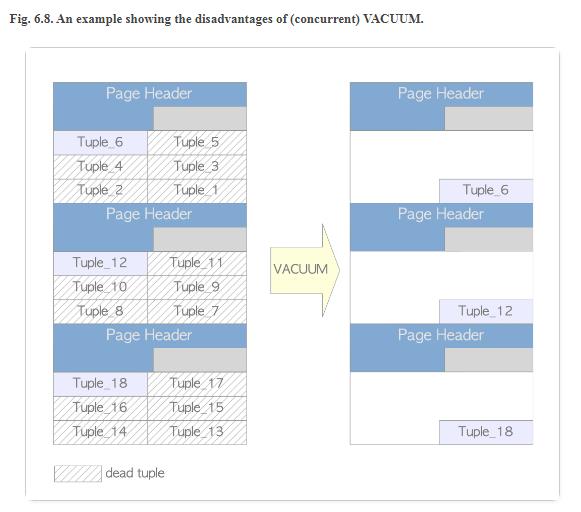 Fig. 6.8. An example showing the disadvantages of (concurrent) VACUUM.
Page Header
Tuple_6 Tuple_5
Tuple_4 Tuple_3
Tuple_2 Tuple_1
Page Header
Tuple_12 Tuple_11
Tuple_10 Tuple_9
Tuple_8 Tuple_7
Page Header
Tuple_18 Tuple_17
Tuple_16 Tuple_15
Tuple_14 Tuple_13
dead tuple
VACUUM
Page Header
Tuple_6
Page Header
Tuple_12
Page Header
Tuple_18